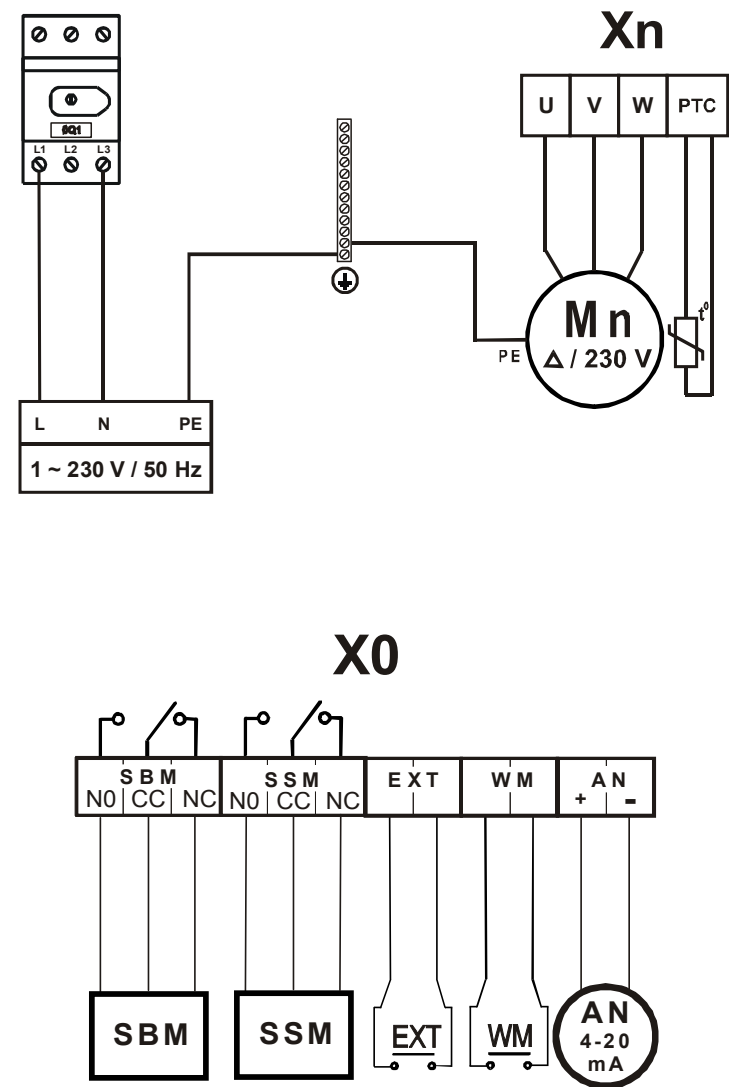 Xn
U V W PTC
Q1
L1 L2 L3
M n
Δ / 230 V
t°
PE
L N PE
1 ~ 230 V / 50 Hz
X0
SBM SSM EXT WM AN
N0 CC NC N0 CC NC + -
SBM SSM EXT WM AN
4-20
mA